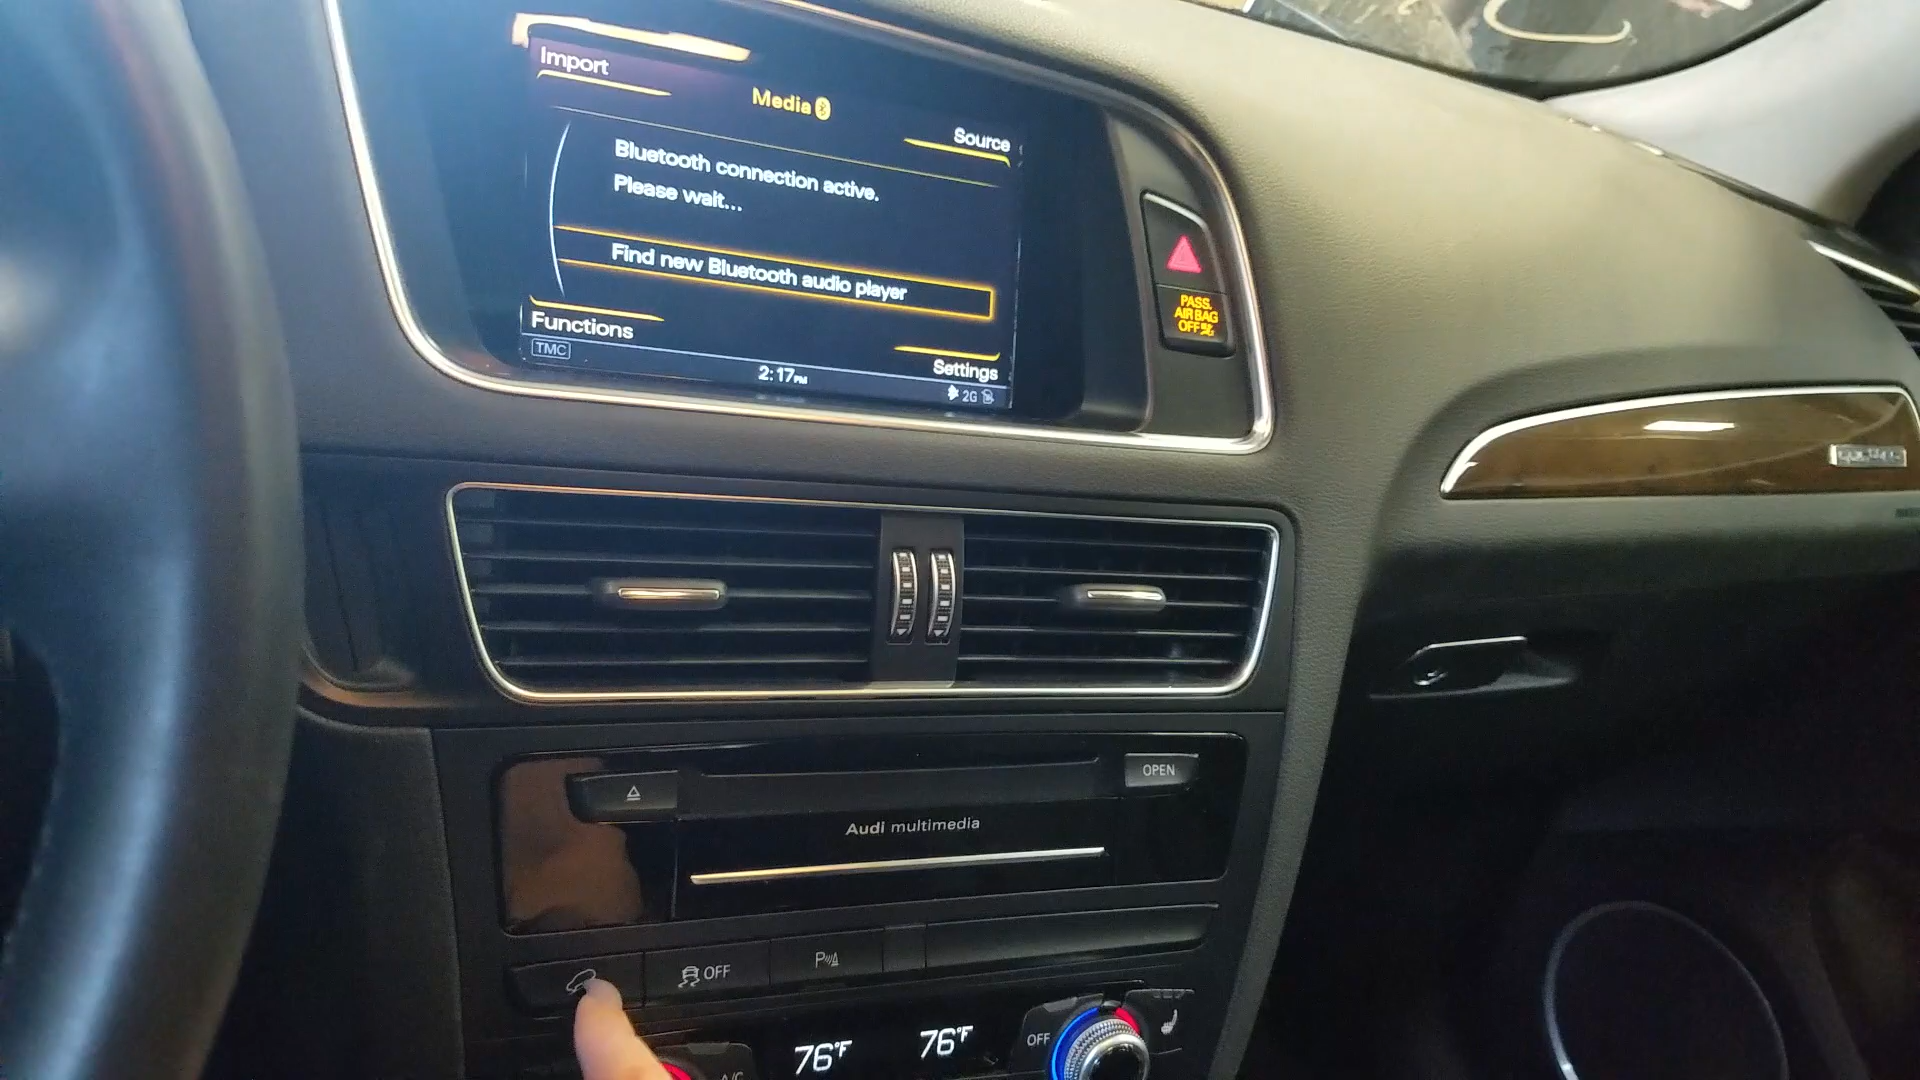 Import
Media
Source
Bluetooth connection active.
Please wait...
Find new Bluetooth audio player
Functions
TMC
2:17PM
Settings
2G
PASS.
AIR BAG
OFF
OPEN
Audi multimedia
OFF
P
76°F
76°F
OFF
A/C